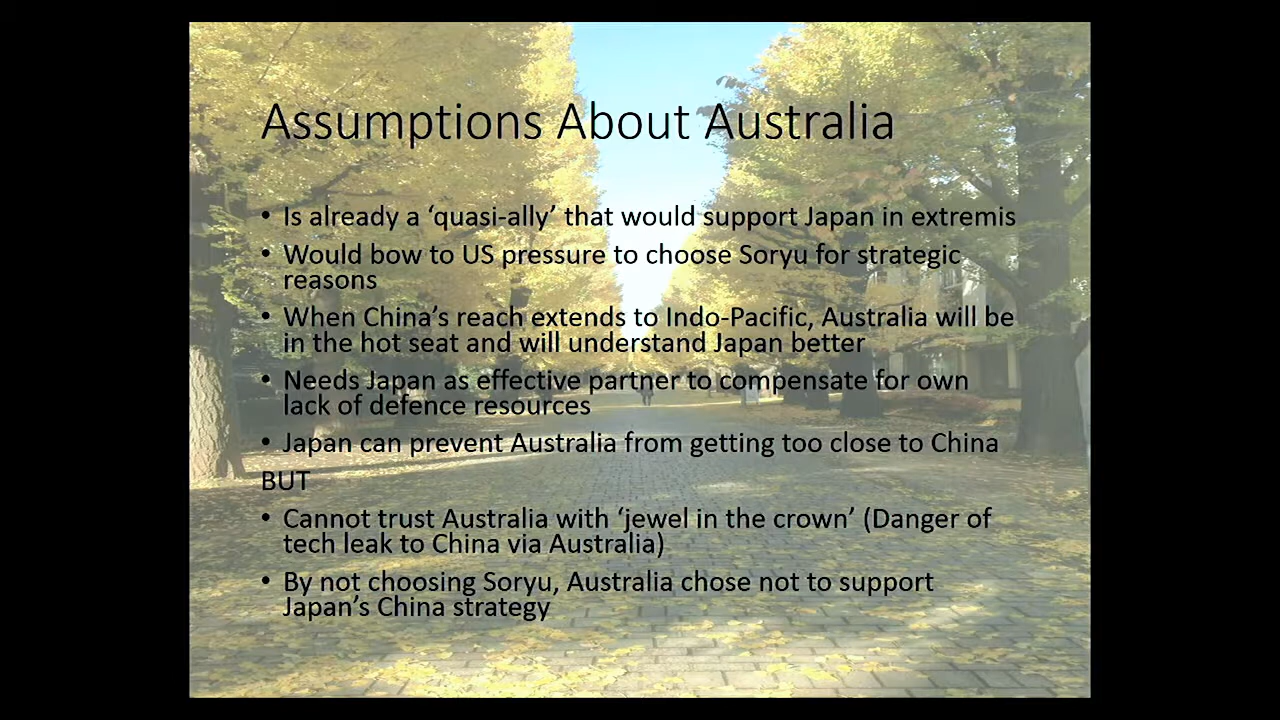 Assumptions About Australia
• Is already a ‘quasi-ally’ that would support Japan in extremis
• Would bow to US pressure to choose Soryu for strategic
reasons
• When China’s reach extends to Indo-Pacific, Australia will be
in the hot seat and will understand Japan better
• Needs Japan as effective partner to compensate for own
lack of defence resources
• Japan can prevent Australia from getting too close to China
BUT
• Cannot trust Australia with ‘jewel in the crown’ (Danger of
tech leak to China via Australia)
• By not choosing Soryu, Australia chose not to support
Japan’s China strategy